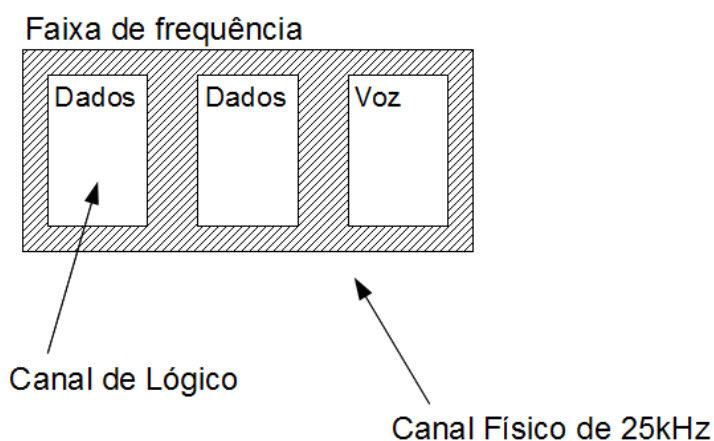 Faixa de frequência
Dados
Dados
Voz
Canal de Lógico
Canal Físico de 25kHz